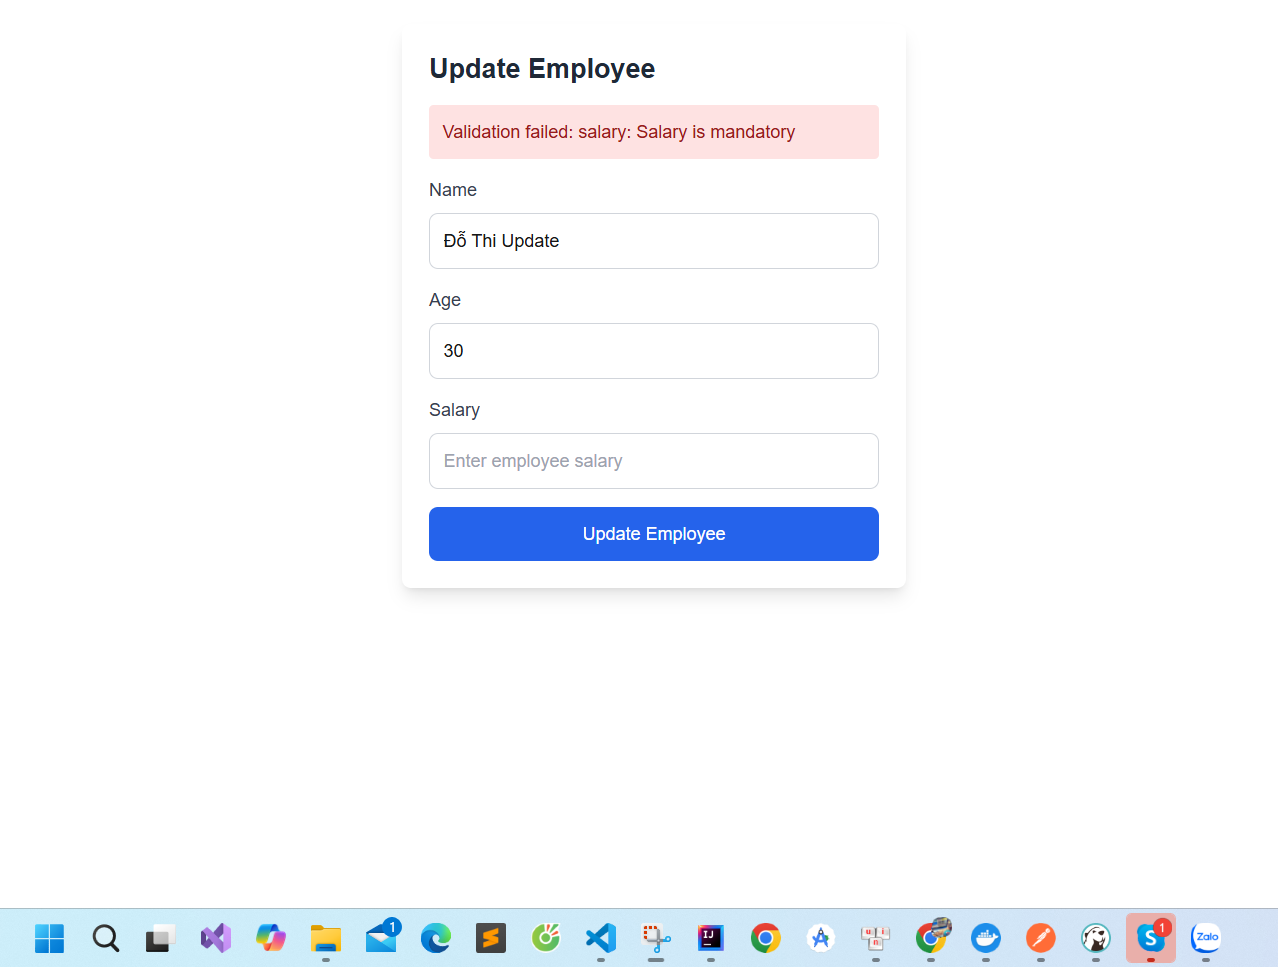 Update Employee
Validation failed: salary: Salary is mandatory
Name
Đỗ Thi Update
Age
30
Salary
Enter employee salary
Update Employee
1
IJ
1
Zalo